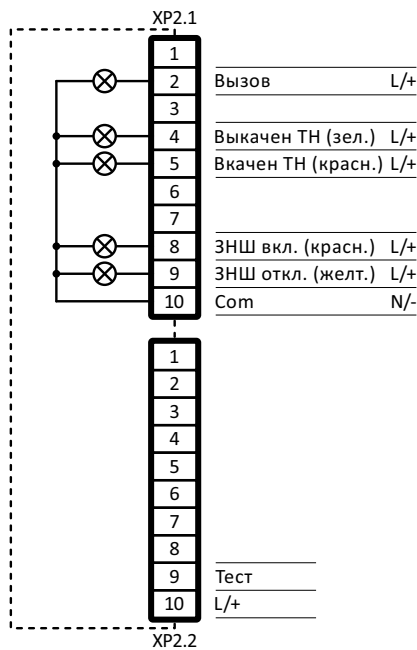 XP2.1
1
2 Вызов L/+
3
4 Выкачен ТН (зел.) L/+
5 Вкачен ТН (красн.) L/+
6
7
8 ЗНШ вкл. (красн.) L/+
9 ЗНШ откл. (желт.) L/+
10 Com N/-
1
2
3
4
5
6
7
8
9 Тест
10 L/+
XP2.2